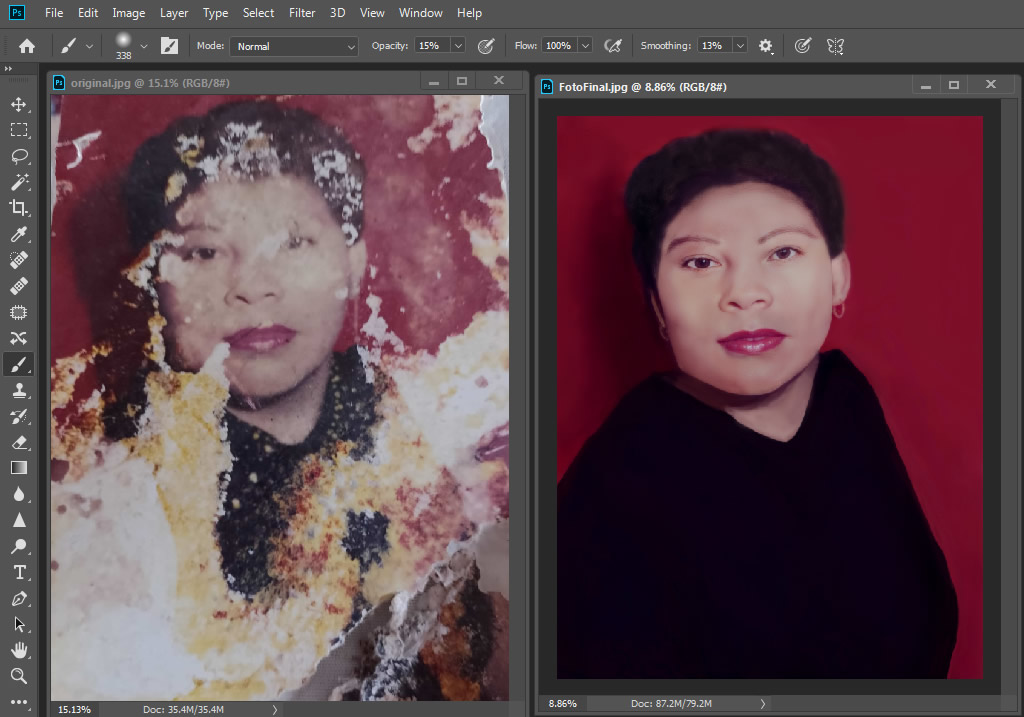 Ps File Edit Image Layer Type Select Filter 3D View Window Help
338 Mode: Normal Opacity: 15% Flow: 100% Smoothing: 13%
Ps original.jpg @ 15.1% (RGB/8#)
Ps FotoFinal.jpg @ 8.86% (RGB/8#)
15.13% Doc: 35.4M/35.4M
8.86% Doc: 87.2M/79.2M